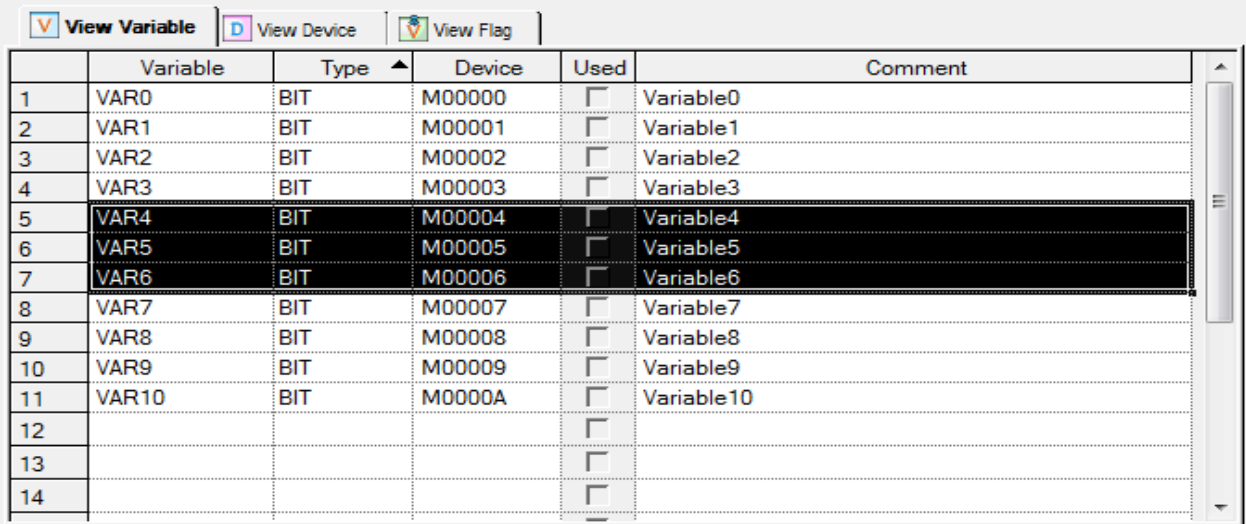 V View Variable D View Device V View Flag
Variable Type Device Used Comment
1 VAR0 BIT M00000 Variable0
2 VAR1 BIT M00001 Variable1
3 VAR2 BIT M00002 Variable2
4 VAR3 BIT M00003 Variable3
5 VAR4 BIT M00004 Variable4
6 VAR5 BIT M00005 Variable5
7 VAR6 BIT M00006 Variable6
8 VAR7 BIT M00007 Variable7
9 VAR8 BIT M00008 Variable8
10 VAR9 BIT M00009 Variable9
11 VAR10 BIT M0000A Variable10
12
13
14